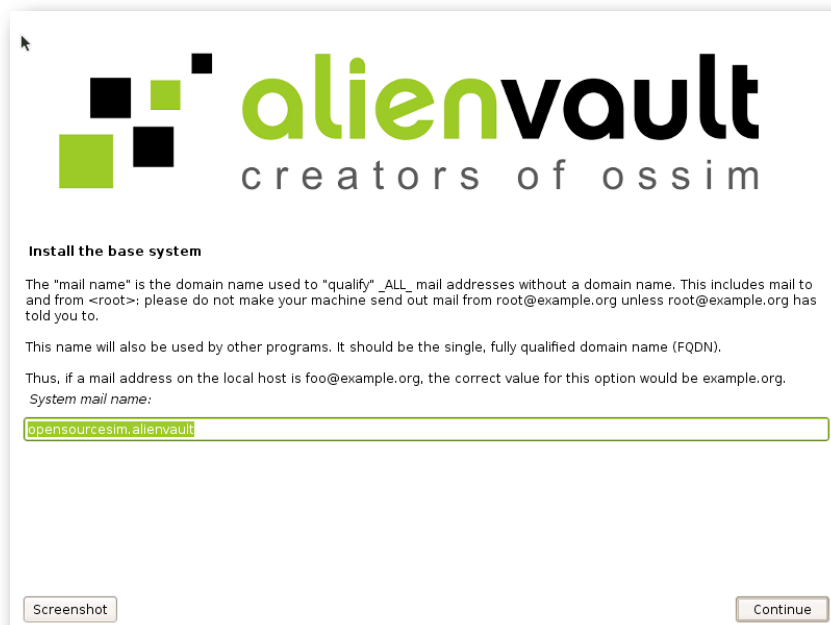 alienvault
creators of ossim
Install the base system
The "mail name" is the domain name used to "qualify" _ALL_ mail addresses without a domain name. This includes mail to
and from <root>: please do not make your machine send out mail from root@example.org unless root@example.org has
told you to.
This name will also be used by other programs. It should be the single, fully qualified domain name (FQDN).
Thus, if a mail address on the local host is foo@example.org, the correct value for this option would be example.org.
System mail name:
opensourcesim.alienvault
Screenshot
Continue